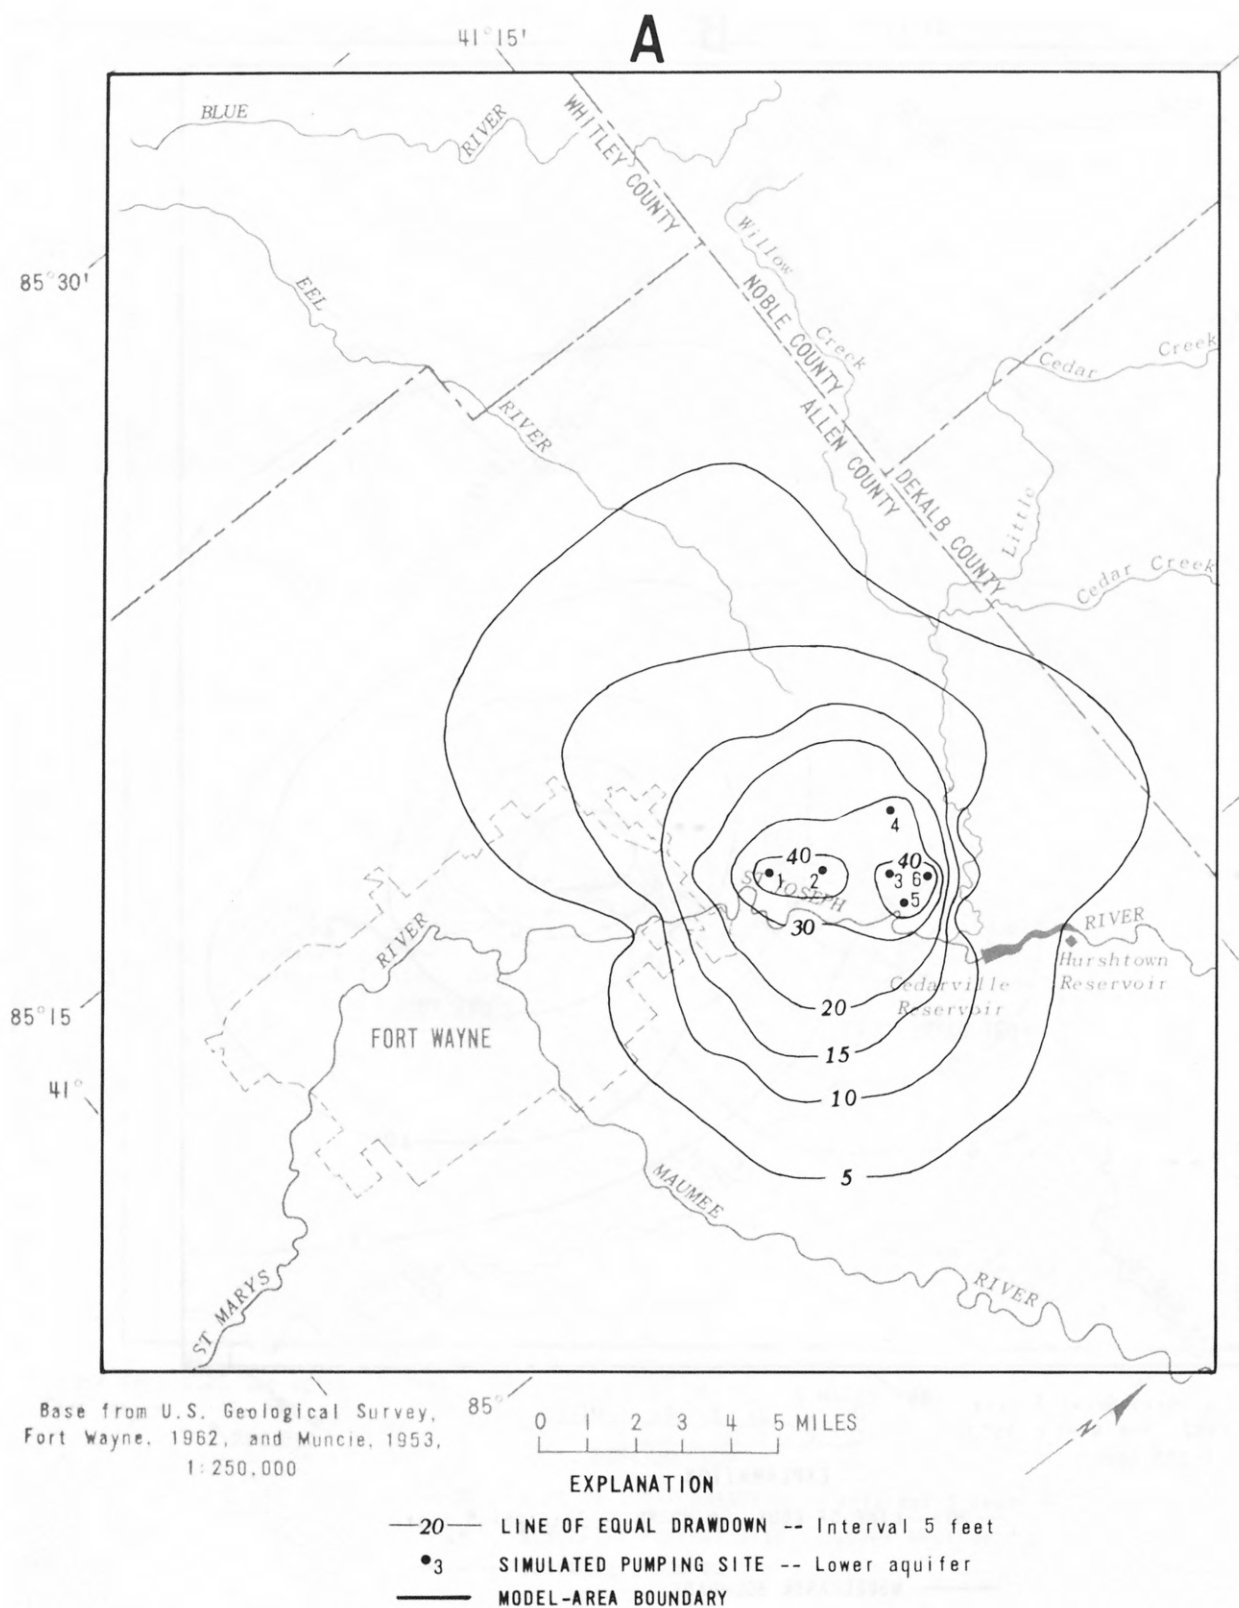 A
41°15'
BLUE
RIVER
WHITLEY COUNTY
Willow
Creek
85°30'
EEL
RIVER
NOBLE COUNTY
ALLEN COUNTY
DEKALB COUNTY
Cedar Creek
Little
Cedar Creek
4
40
1
2
40
3
6
5
ST JOSEPH
30
RIVER
Hurshtown
Reservoir
Cedarville
Reservoir
RIVER
85°15
FORT WAYNE
20
15
10
5
41°
MAUMEE
RIVER
ST MARYS
Base from U.S. Geological Survey,
Fort Wayne, 1962, and Muncie, 1953,
1:250,000
85°
0 1 2 3 4 5 MILES
N
EXPLANATION
—20— LINE OF EQUAL DRAWDOWN -- Interval 5 feet
•3 SIMULATED PUMPING SITE -- Lower aquifer
MODEL-AREA BOUNDARY